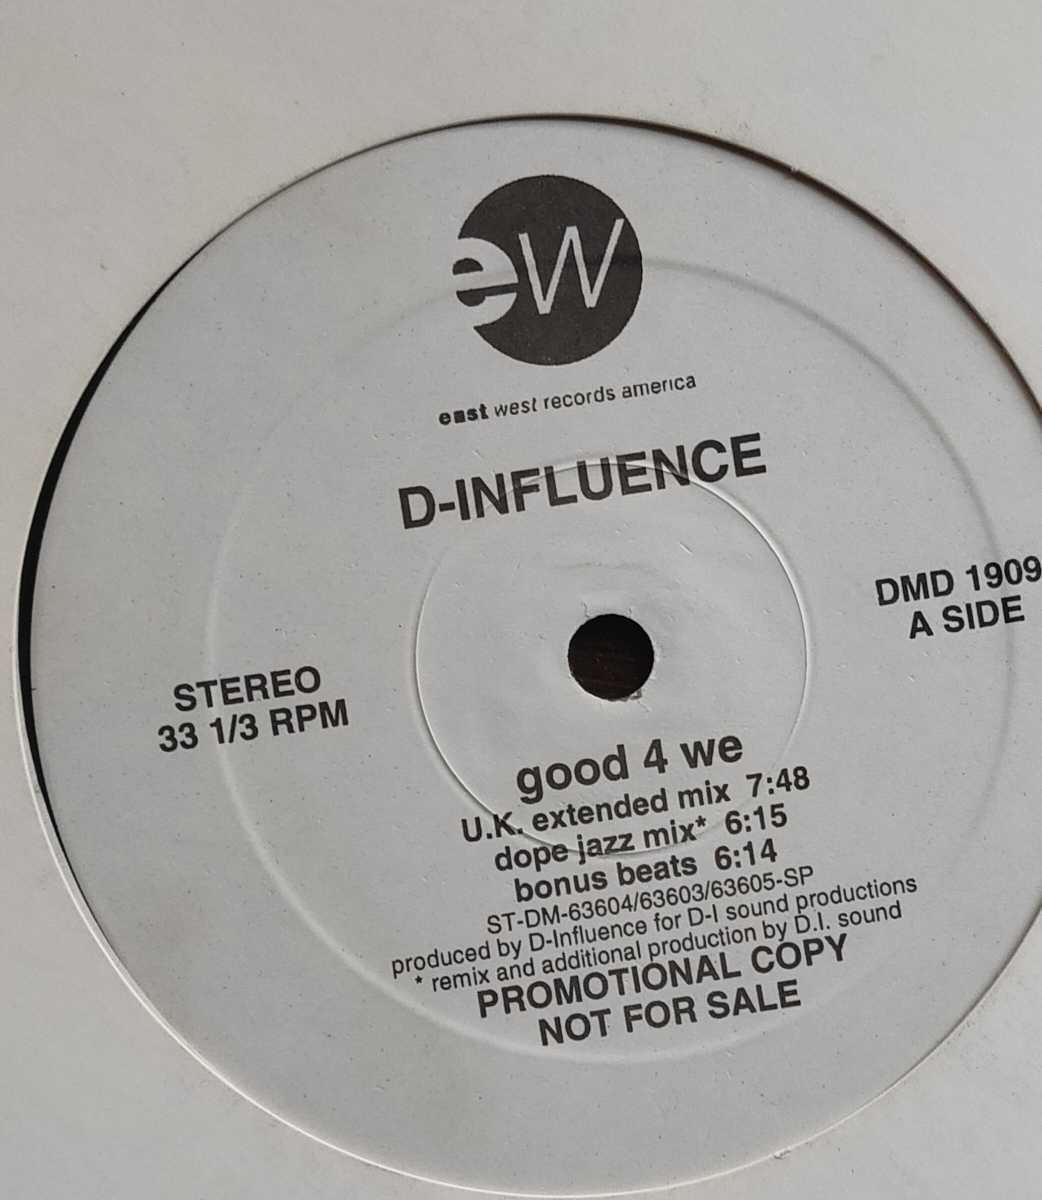 ew
east west records america
D-INFLUENCE
DMD 1909
A SIDE
STEREO
33 1/3 RPM
good 4 we
U.K. extended mix 7:48
dope jazz mix* 6:15
bonus beats 6:14
ST-DM-63604/63603/63605-SP
produced by D-Influence for D-I sound productions
* remix and additional production by D.I. sound
PROMOTIONAL COPY
NOT FOR SALE